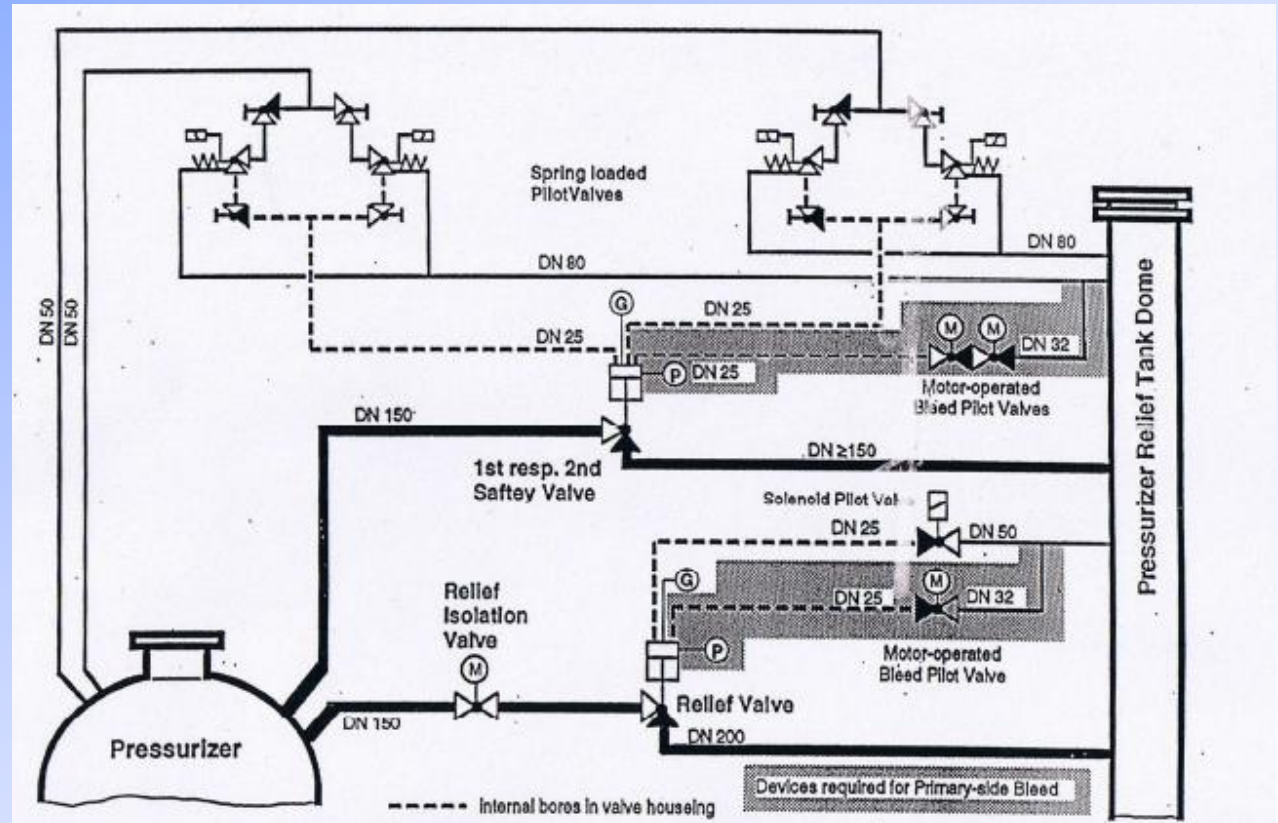 Spring loaded
PilotValves
DN 80
DN 80
DN 50
DN 50
G
DN 25
DN 25
M
M
DN 32
P
DN 25
Motor-operated
Bleed Pilot Valves
DN 150
DN ≥150
1st resp. 2nd
Saftey Valve
Solenoid Pilot Val
DN 25
DN 50
G
M
DN 25
DN 32
Relief
Isolation
Valve
M
P
Motor-operated
Bleed Pilot Valve
Relief Valve
DN 150
DN 200
Pressurizer
Pressurizer Relief Tank Dome
Devices required for Primary-side Bleed
internal bores in valve houseing